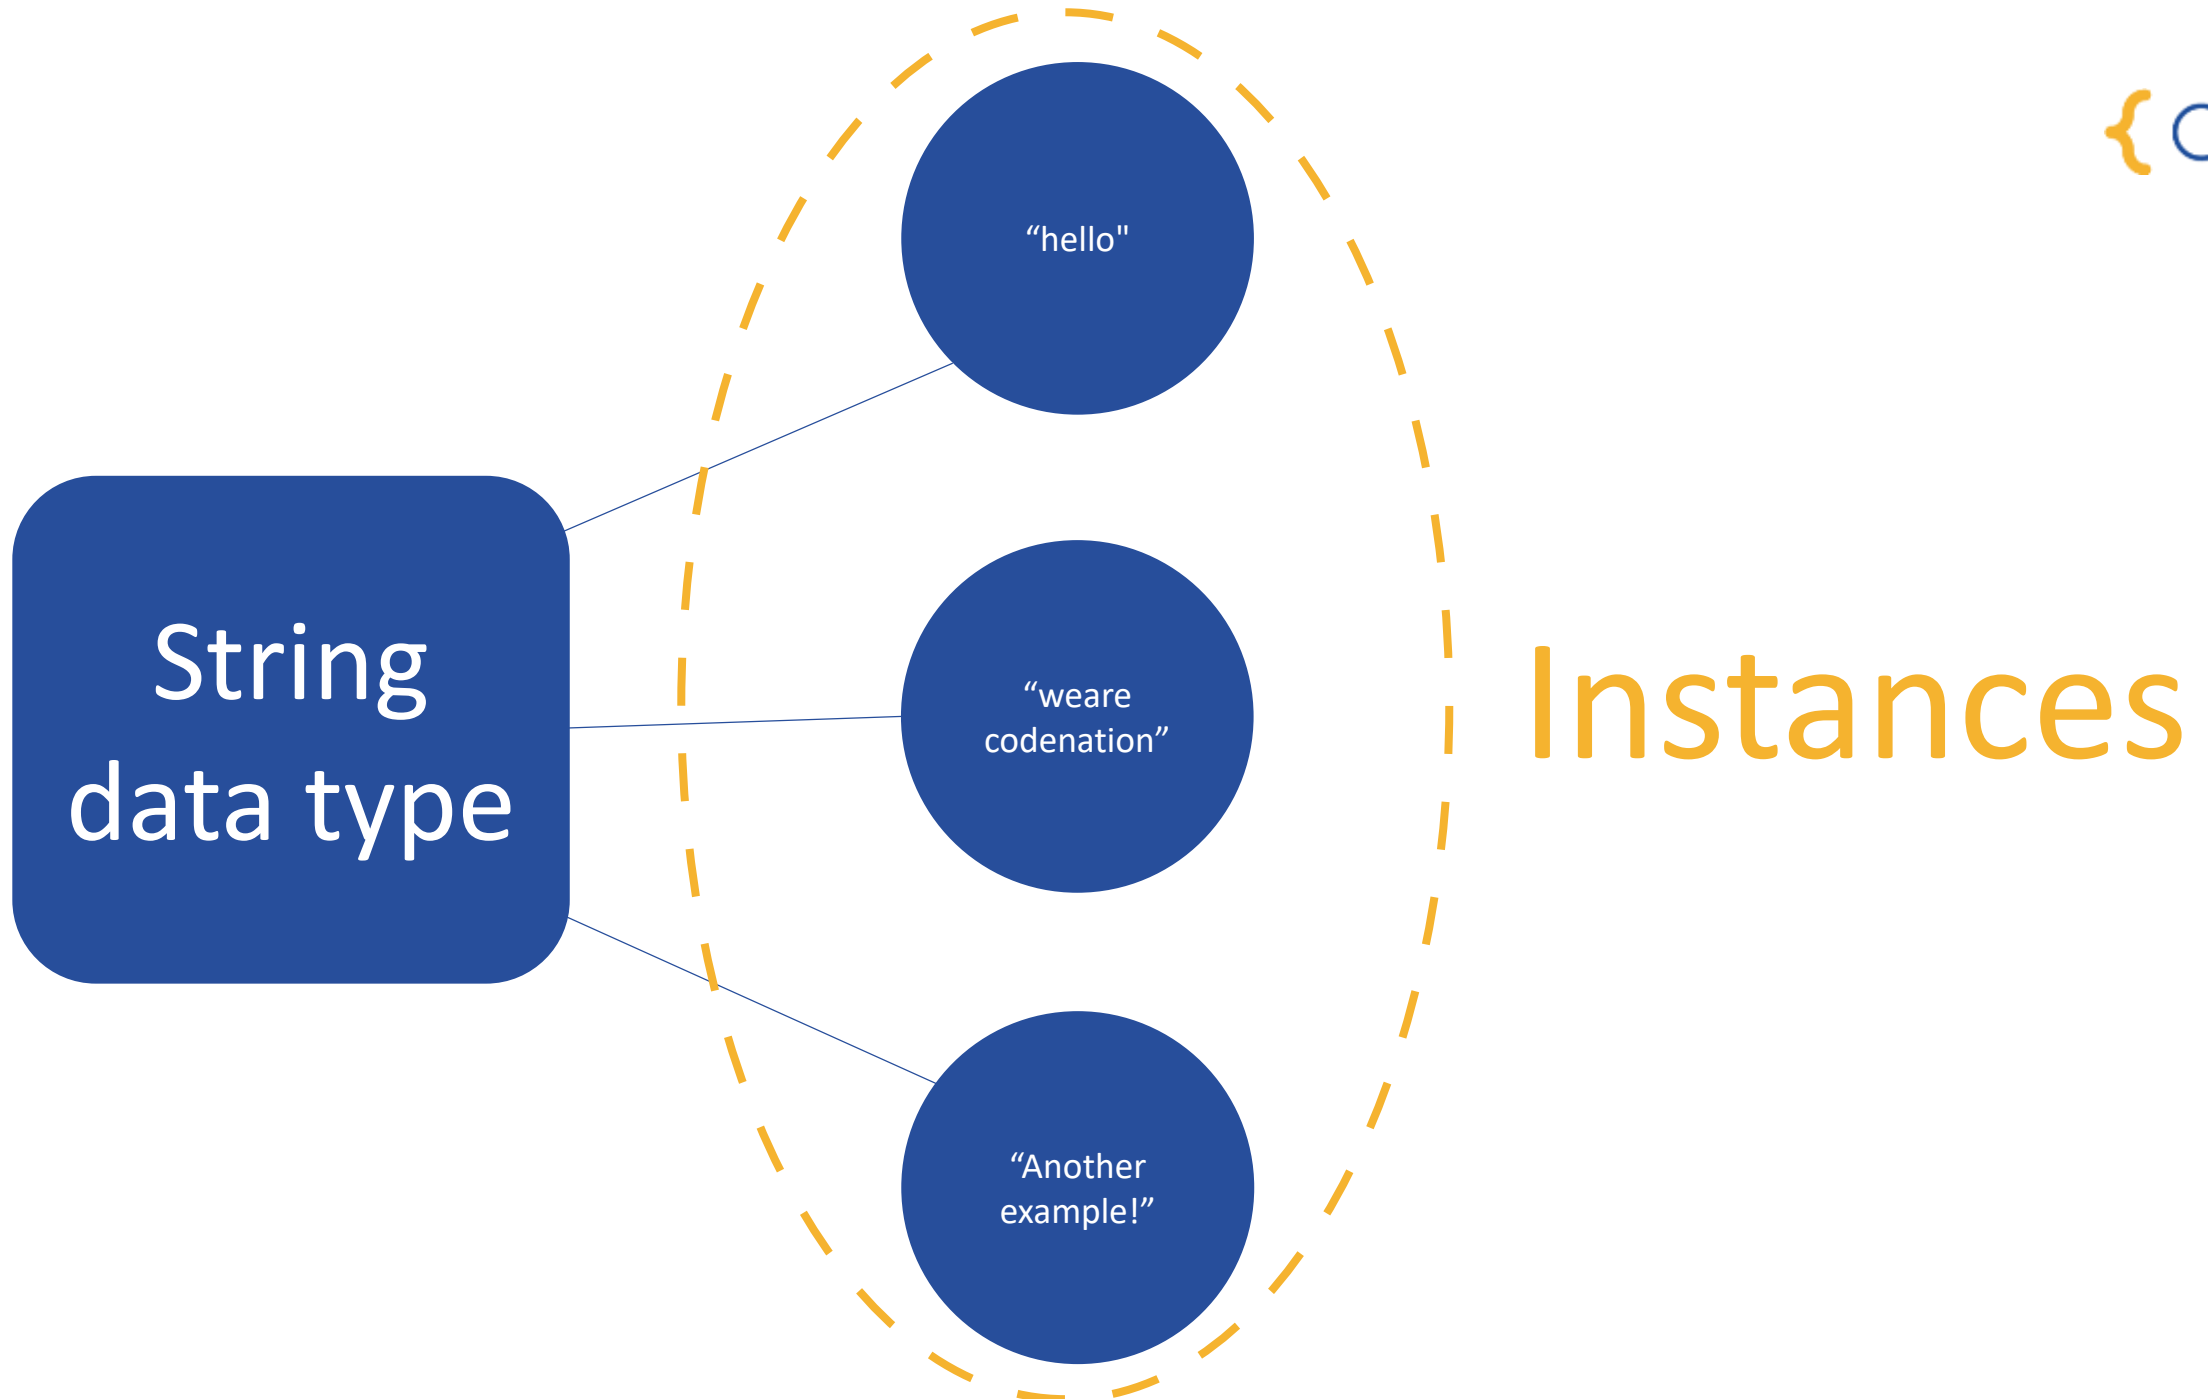 “hello"
{
String
data type
“weare
codenation”
Instances
“Another
example!”